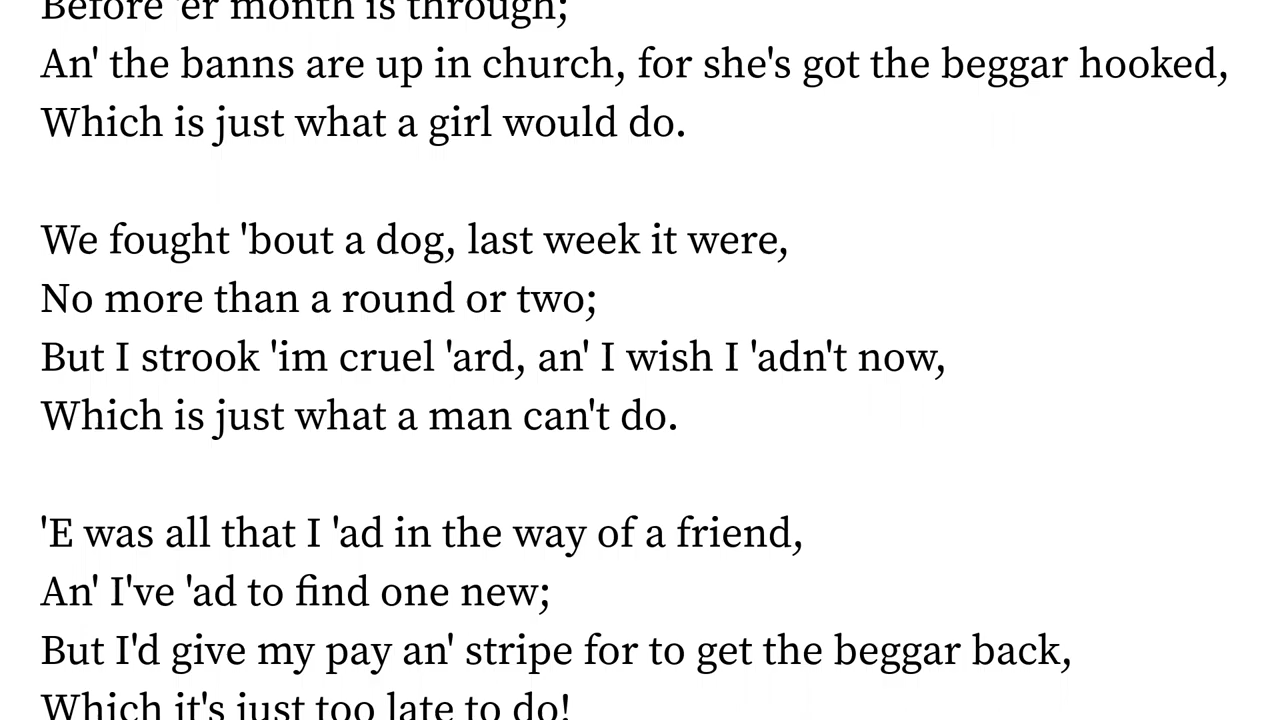 Before 'er month is through;
An' the banns are up in church, for she's got the beggar hooked,
Which is just what a girl would do.

We fought 'bout a dog, last week it were,
No more than a round or two;
But I strook 'im cruel 'ard, an' I wish I 'adn't now,
Which is just what a man can't do.

'E was all that I 'ad in the way of a friend,
An' I've 'ad to find one new;
But I'd give my pay an' stripe for to get the beggar back,
Which it's just too late to do!